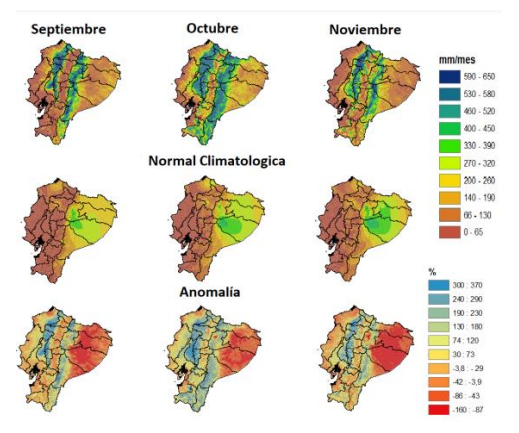 Septiembre
Octubre
Noviembre
mm/mes
590 - 650
530 - 580
460 - 520
400 - 450
330 - 390
270 - 320
200 - 260
140 - 190
66 - 130
0 - 65
Normal Climatologica
Anomalía
%
300 : 370
240 : 290
190 : 230
130 : 180
74 : 120
30 : 73
-3,8 : -29
-42 : -3,9
-86 : -43
-160 : -87